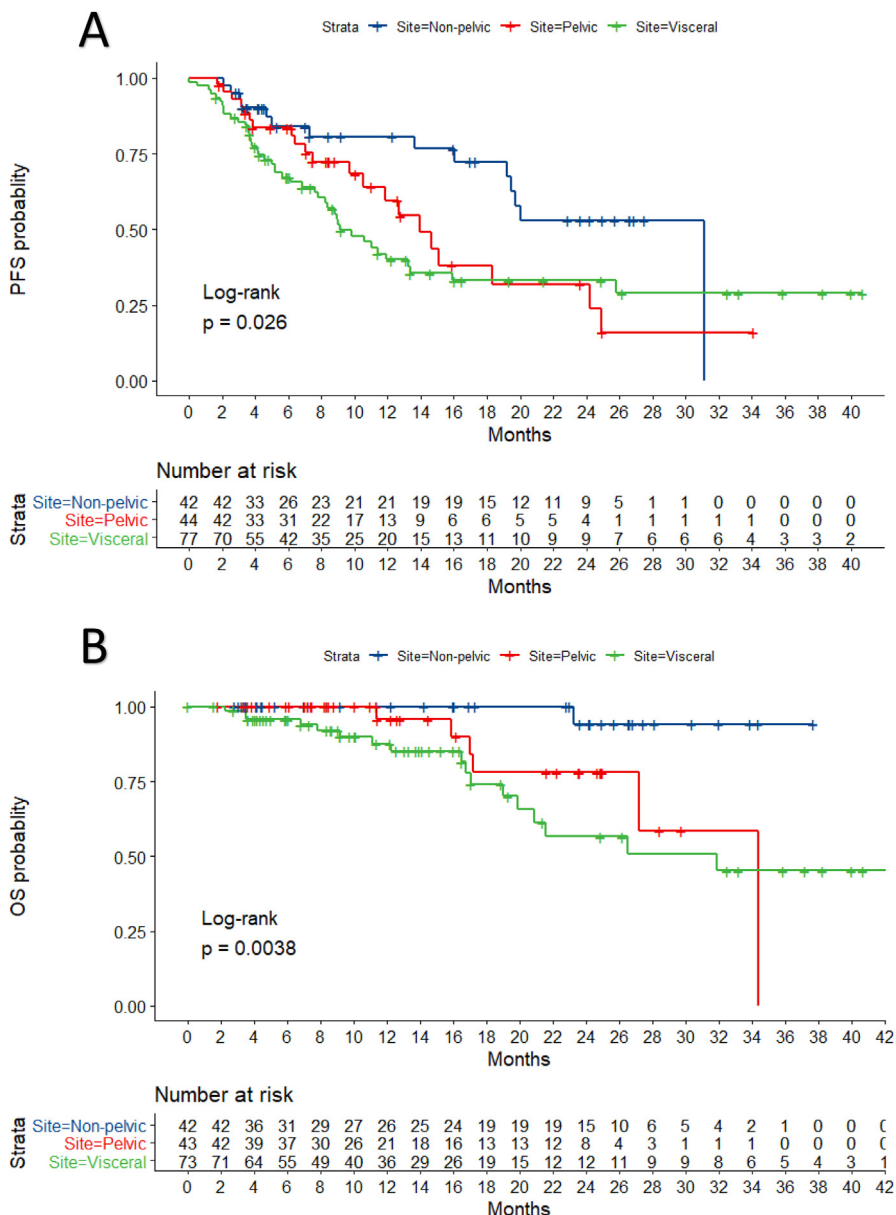 A
Strata Site=Non-pelvic Site=Pelvic Site=Visceral
1.00
0.75
0.50
0.25
0.00
PFS probablity
Log-rank
p = 0.026
0 2 4 6 8 10 12 14 16 18 20 22 24 26 28 30 32 34 36 38 40
Months
Number at risk
Strata
Site=Non-pelvic 42 42 33 26 23 21 21 19 19 15 12 11 9 5 1 1 0 0 0 0 0
Site=Pelvic 44 42 33 31 22 17 13 9 6 6 5 5 4 1 1 1 1 1 0 0 0
Site=Visceral 77 70 55 42 35 25 20 15 13 11 10 9 9 7 6 6 6 4 3 3 2
0 2 4 6 8 10 12 14 16 18 20 22 24 26 28 30 32 34 36 38 40
Months
B
Strata Site=Non-pelvic Site=Pelvic Site=Visceral
1.00
0.75
0.50
0.25
0.00
OS probablity
Log-rank
p = 0.0038
0 2 4 6 8 10 12 14 16 18 20 22 24 26 28 30 32 34 36 38 40 42
Months
Number at risk
Strata
Site=Non-pelvic 42 42 36 31 29 27 26 25 24 19 19 19 15 10 6 5 4 2 1 0 0
Site=Pelvic 43 42 39 37 30 26 21 18 16 13 13 12 8 4 3 1 1 1 0 0 0
Site=Visceral 73 71 64 55 49 40 36 29 26 19 15 12 12 11 9 9 8 6 5 4 3 1
0 2 4 6 8 10 12 14 16 18 20 22 24 26 28 30 32 34 36 38 40 42
Months